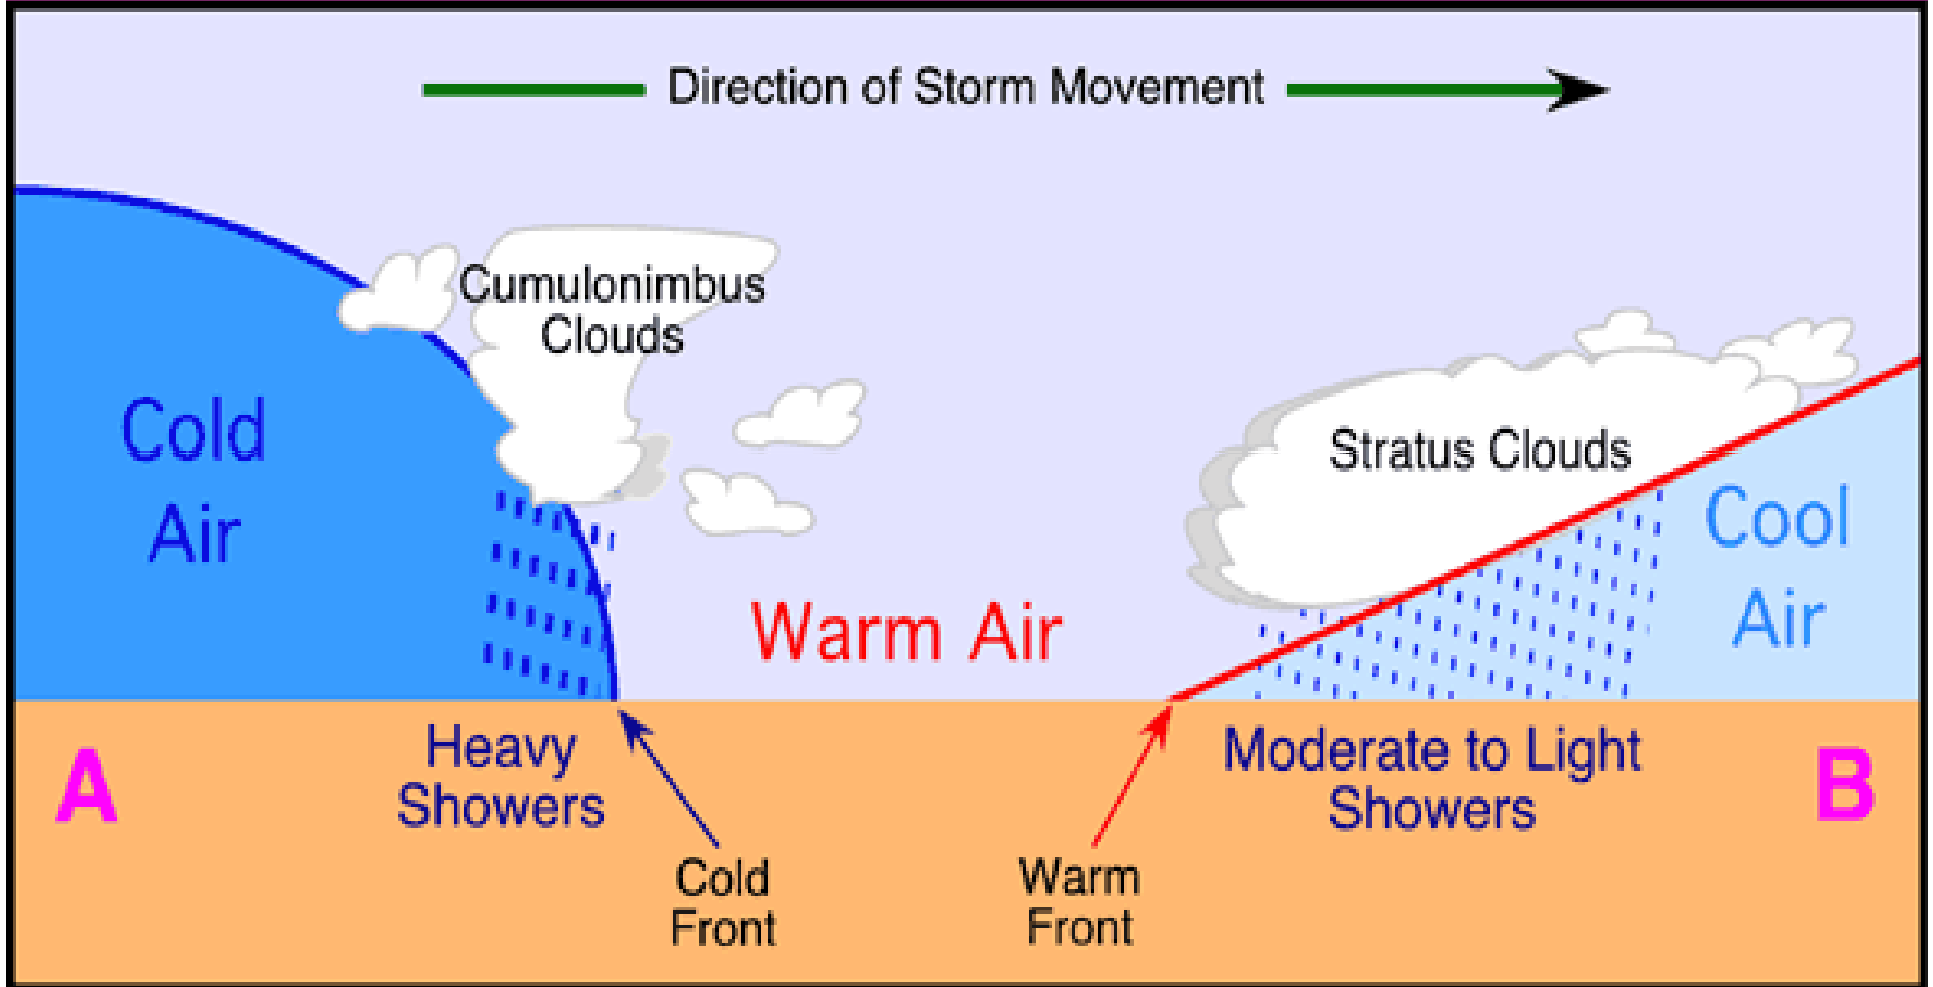 Direction of Storm Movement
Cumulonimbus
Clouds
Cold
Air
Warm Air
Stratus Clouds
Cool
Air
A
Heavy
Showers
Cold
Front
Warm
Front
Moderate to Light
Showers
B